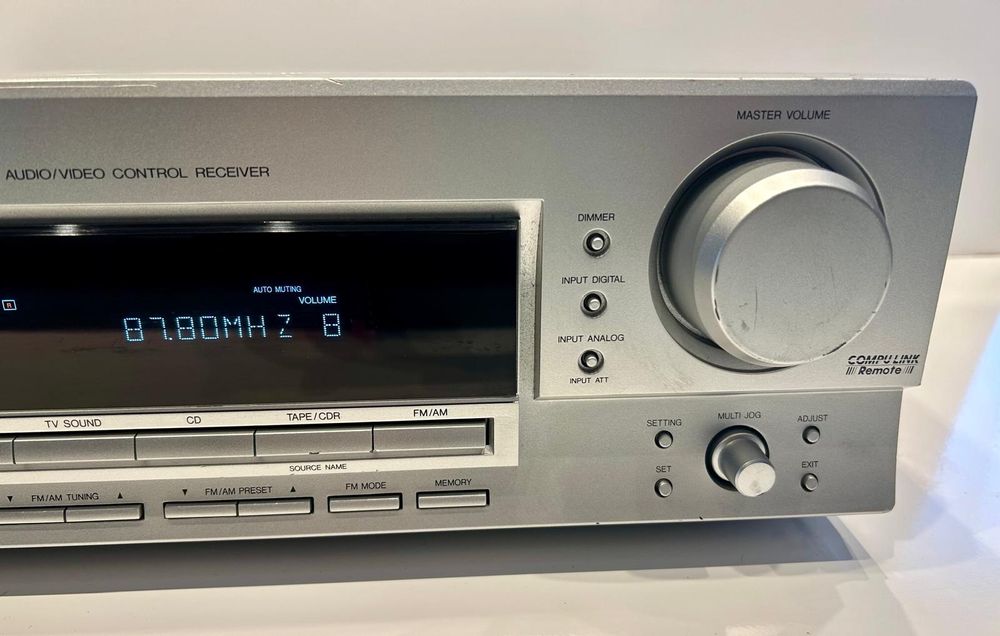 MASTER VOLUME
AUDIO/VIDEO CONTROL RECEIVER
DIMMER
INPUT DIGITAL
AUTO MUTING
VOLUME
R
87.80MHZ 8
INPUT ANALOG
INPUT ATT
COMPU LINK
Remote
TV SOUND
CD
TAPE/CDR
FM/AM
SOURCE NAME
SETTING
MULTI JOG
ADJUST
SET
EXIT
▼ FM/AM TUNING ▲
▼ FM/AM PRESET ▲
FM MODE
MEMORY